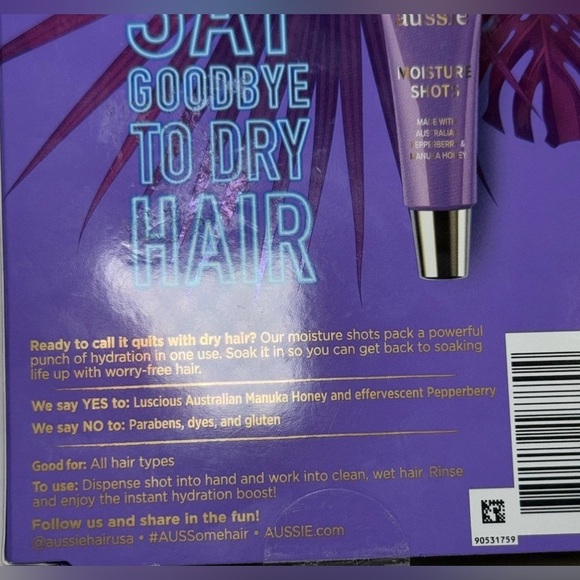 SAY
GOODBYE
TO DRY
HAIR
aussie
MOISTURE
SHOTS
MADE WITH
AUSTRALIA
PEPPERBERRY &
MANUKA HONEY
Ready to call it quits with dry hair? Our moisture shots pack a powerful
punch of hydration in one use. Soak it in so you can get back to soaking
life up with worry-free hair.
We say YES to: Luscious Australian Manuka Honey and effervescent Pepperberry
We say NO to: Parabens, dyes, and gluten
Good for: All hair types
To use: Dispense shot into hand and work into clean, wet hair. Rinse
and enjoy the instant hydration boost!
Follow us and share in the fun!
@aussiehairusa • #AUSSomehair • AUSSIE.com
90531759